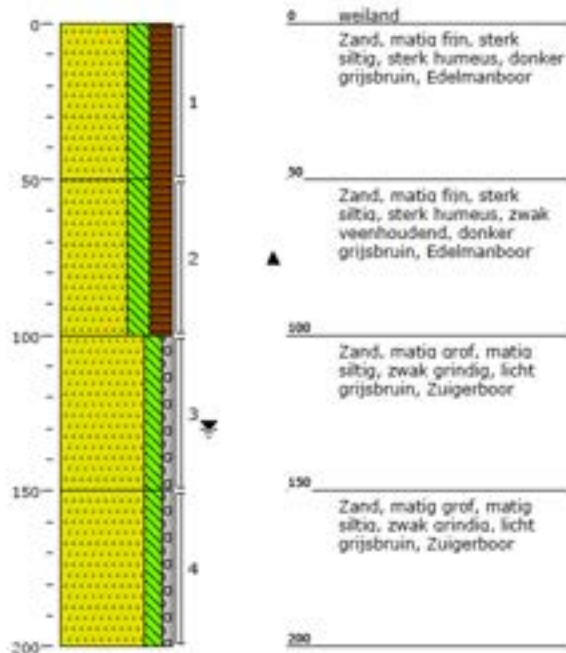 0
50
100
150
200
1
2
3
4
0 weiland
Zand, matig fijn, sterk
siltig, sterk humeus, donker
grijsbruin, Edelmanboor
50
Zand, matig fijn, sterk
siltig, sterk humeus, zwak
veenhoudend, donker
grijsbruin, Edelmanboor
100
Zand, matig grof, matig
siltig, zwak grindig, licht
grijsbruin, Zuigerboor
150
Zand, matig grof, matig
siltig, zwak grindig, licht
grijsbruin, Zuigerboor
200